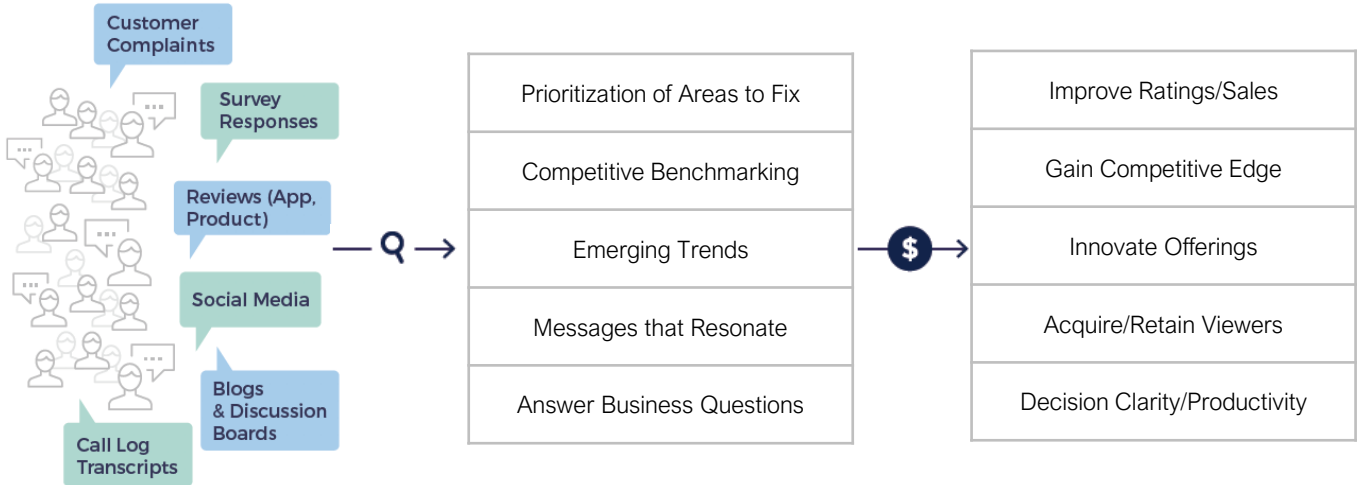 Customer
Complaints
Survey
Responses
Reviews (App,
Product)
Social Media
Blogs
& Discussion
Boards
Call Log
Transcripts
Prioritization of Areas to Fix
Competitive Benchmarking
Emerging Trends
Messages that Resonate
Answer Business Questions
$
Improve Ratings/Sales
Gain Competitive Edge
Innovate Offerings
Acquire/Retain Viewers
Decision Clarity/Productivity